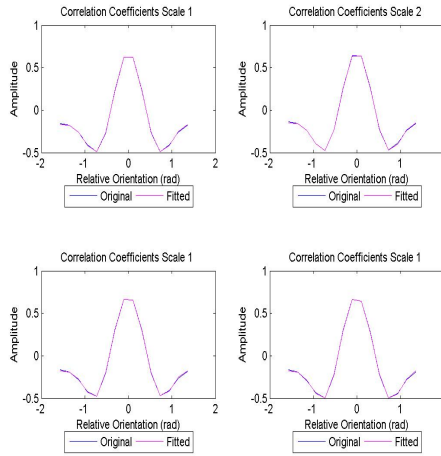 Correlation Coefficients Scale 1
1
0.5
0
-0.5
-2
-1
0
1
2
Amplitude
Relative Orientation (rad)
Original
Fitted
Correlation Coefficients Scale 2
1
0.5
0
-0.5
-2
-1
0
1
Amplitude
Relative Orientation (rad)
Original
Fitted
Correlation Coefficients Scale 1
1
0.5
0
-0.5
-2
-1
0
1
2
Amplitude
Relative Orientation (rad)
Original
Fitted
Correlation Coefficients Scale 1
1
0.5
0
-0.5
-2
-1
0
1
Amplitude
Relative Orientation (rad)
Original
Fitted